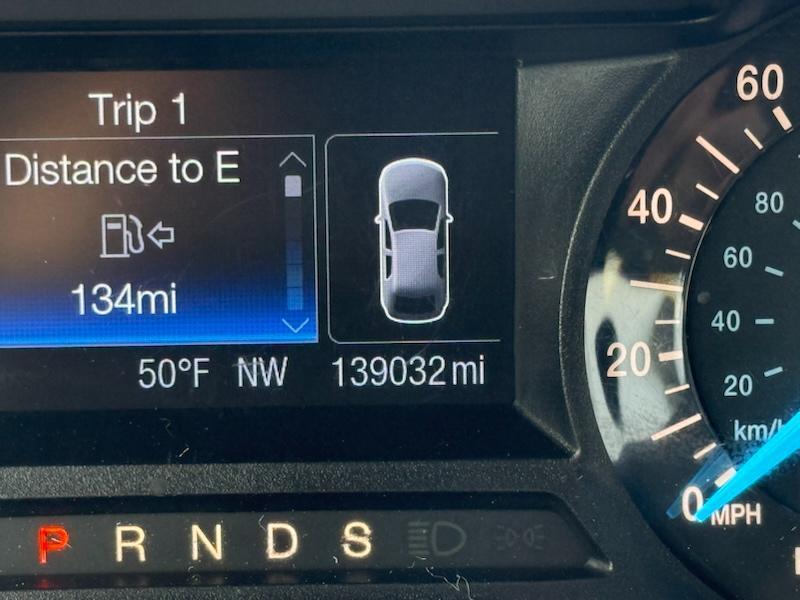 Trip 1
Distance to E
134mi
50°F NW 139032 mi
60
40
20
0 MPH
80
60
40
20
km/
P R N D S